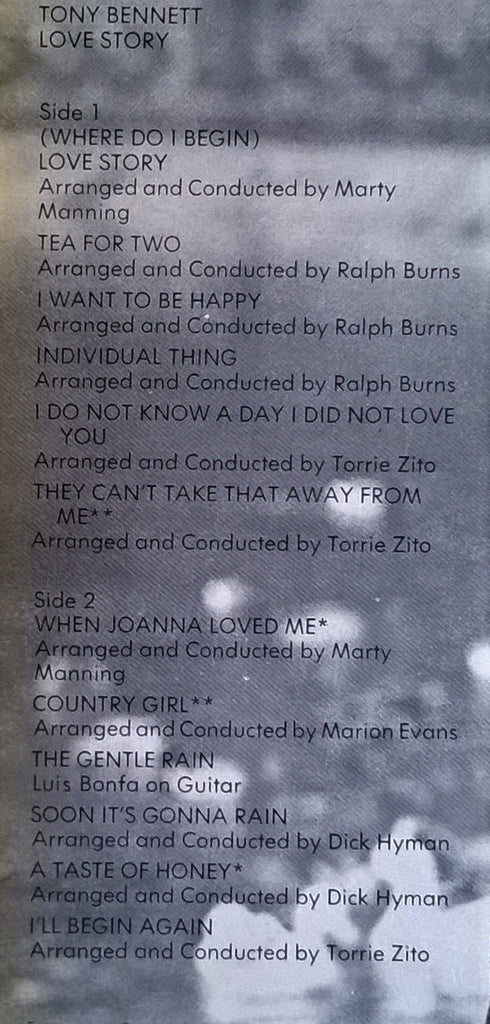 TONY BENNETT
LOVE STORY
Side 1
(WHERE DO I BEGIN)
LOVE STORY
Arranged and Conducted by Marty
Manning
TEA FOR TWO
Arranged and Conducted by Ralph Burns
I WANT TO BE HAPPY
Arranged and Conducted by Ralph Burns
INDIVIDUAL THING
Arranged and Conducted by Ralph Burns
I DO NOT KNOW A DAY I DID NOT LOVE
YOU
Arranged and Conducted by Torrie Zito
THEY CAN'T TAKE THAT AWAY FROM
ME**
Arranged and Conducted by Torrie Zito
Side 2
WHEN JOANNA LOVED ME*
Arranged and Conducted by Marty
Manning
COUNTRY GIRL**
Arranged and Conducted by Marion Evans
THE GENTLE RAIN
Luis Bonfa on Guitar
SOON IT'S GONNA RAIN
Arranged and Conducted by Dick Hyman
A TASTE OF HONEY*
Arranged and Conducted by Dick Hyman
I'LL BEGIN AGAIN
Arranged and Conducted by Torrie Zito